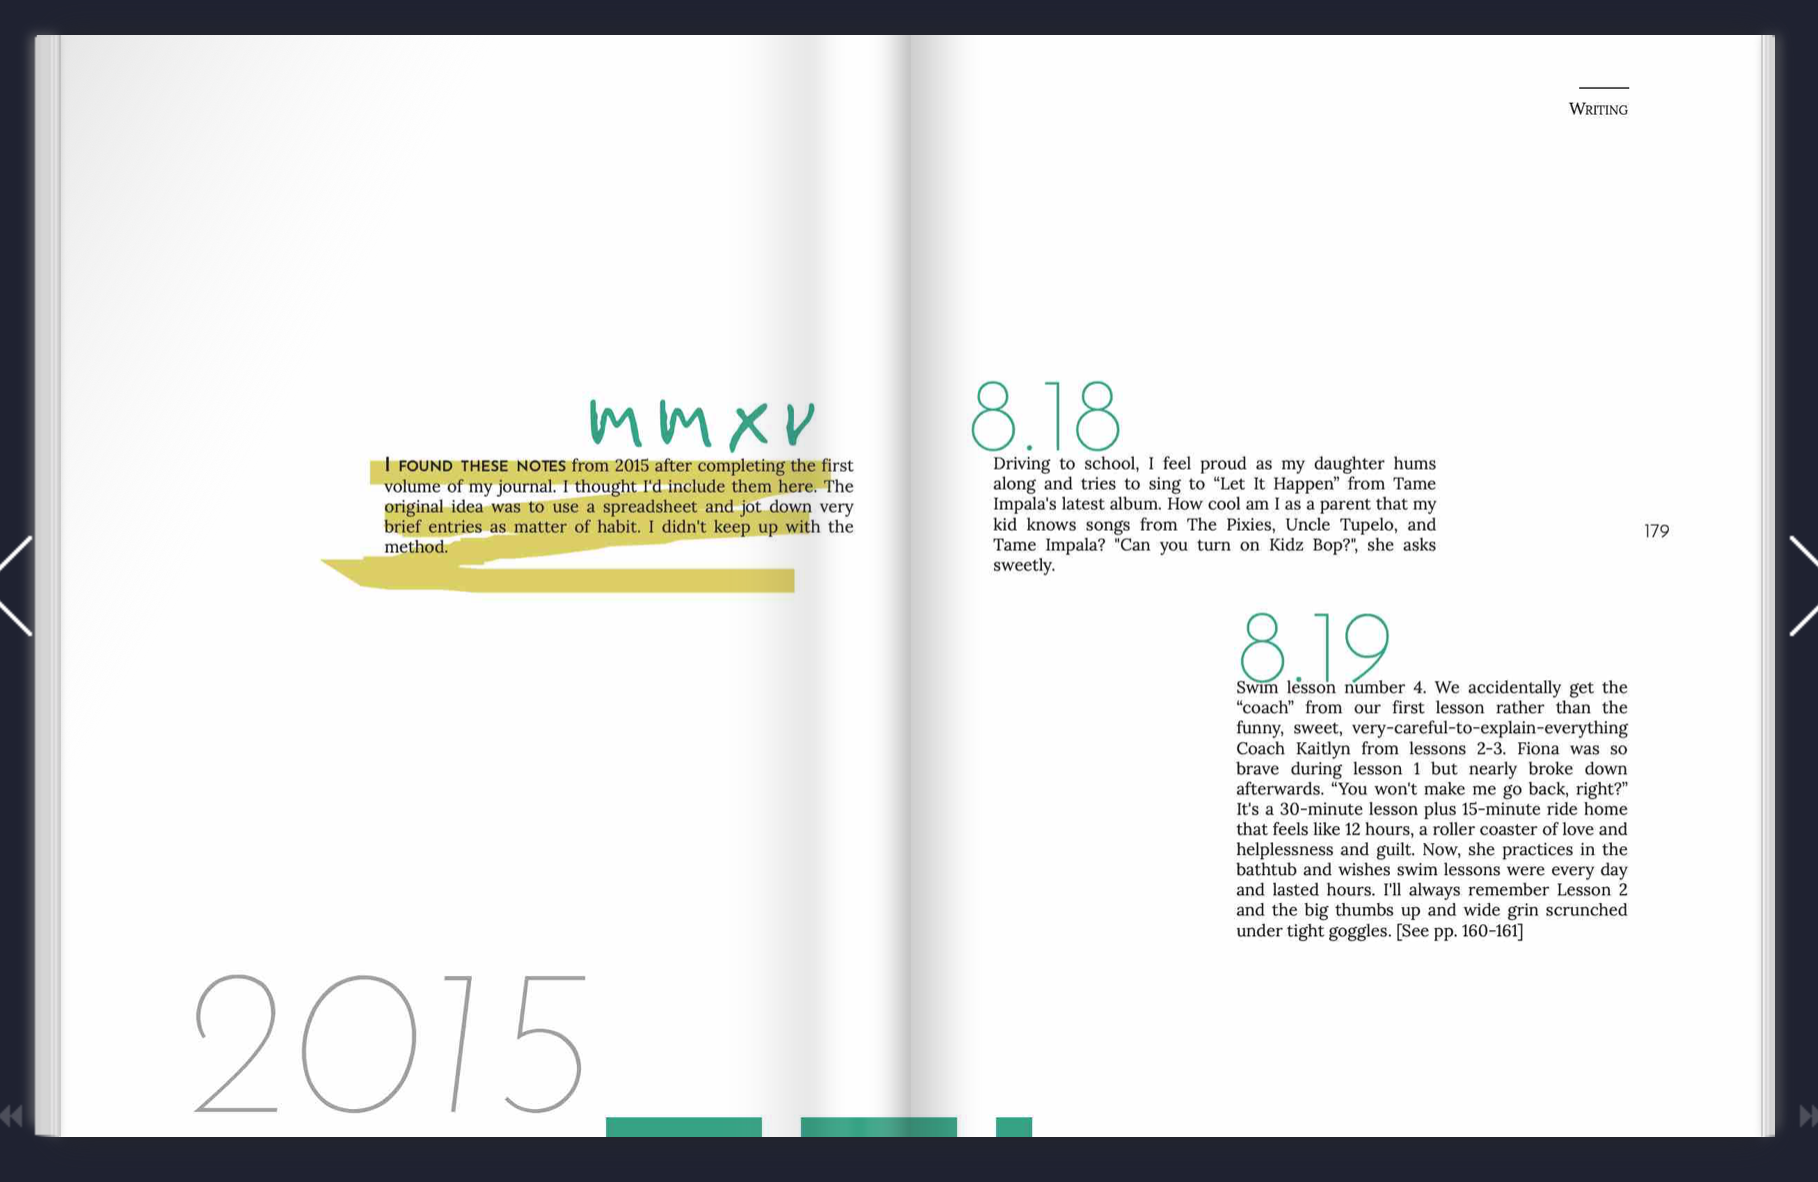 mmxv
I FOUND THESE NOTES from 2015 after completing the first
volume of my journal. I thought I'd include them here. The
original idea was to use a spreadsheet and jot down very
brief entries as matter of habit. I didn't keep up with the
method.
2015
WRITING
8.18
Driving to school, I feel proud as my daughter hums
along and tries to sing to “Let It Happen” from Tame
Impala's latest album. How cool am I as a parent that my
kid knows songs from The Pixies, Uncle Tupelo, and
Tame Impala? "Can you turn on Kidz Bop?", she asks
sweetly.
179
8.19
Swim lesson number 4. We accidentally get the
“coach” from our first lesson rather than the
funny, sweet, very-careful-to-explain-everything
Coach Kaitlyn from lessons 2-3. Fiona was so
brave during lesson 1 but nearly broke down
afterwards. “You won't make me go back, right?”
It's a 30-minute lesson plus 15-minute ride home
that feels like 12 hours, a roller coaster of love and
helplessness and guilt. Now, she practices in the
bathtub and wishes swim lessons were every day
and lasted hours. I'll always remember Lesson 2
and the big thumbs up and wide grin scrunched
under tight goggles. [See pp. 160-161]